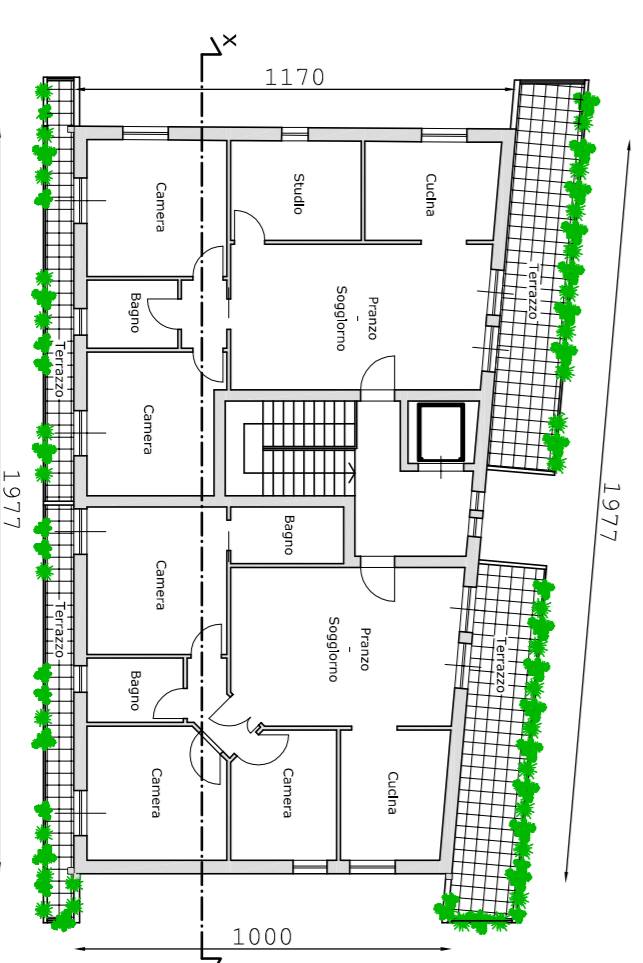 x
1170
Camera
Studio
Cucina
Terrazzo
Bagno
Pranzo
-
Soggiorno
Terrazzo
Camera
1977
1977
Bagno
Camera
Terrazzo
Pranzo
-
Soggiorno
Terrazzo
Bagno
Camera
Camera
Cucina
1000